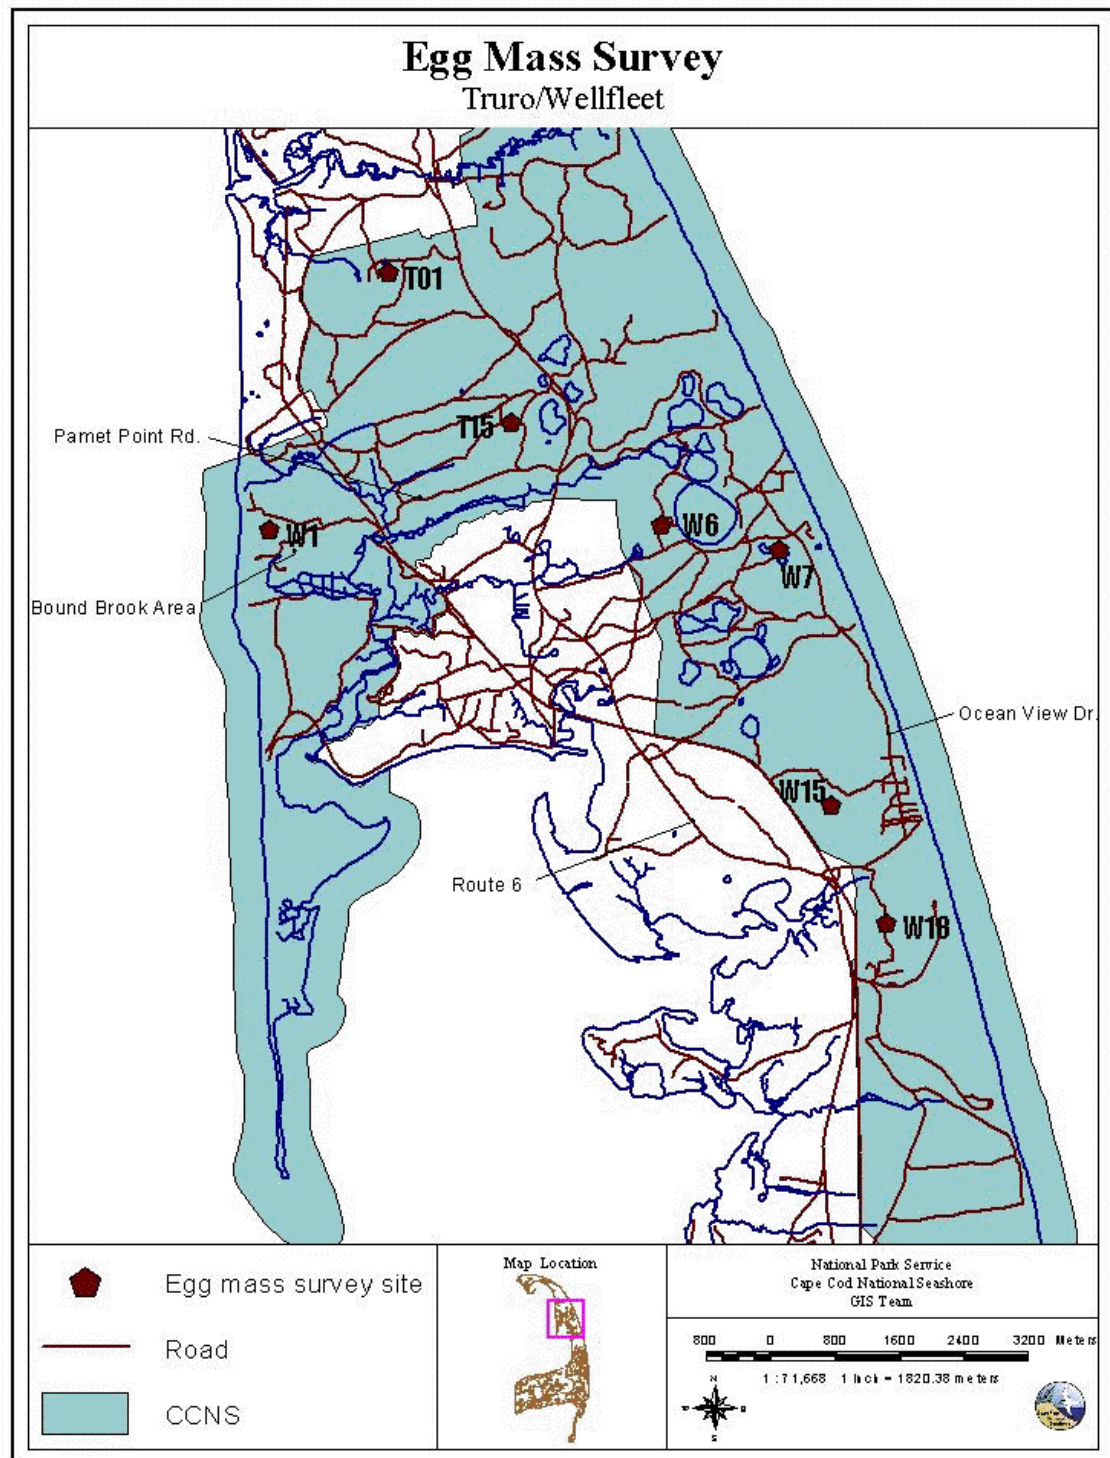 Egg Mass Survey
Truro/Wellfleet
T01
T15
Pamet Point Rd.
W1
W6
W7
Bound Brook Area
Ocean View Dr.
W15
Route 6
W18
Egg mass survey site
Road
CCNS
Map Location
National Park Service
Cape Cod National Seashore
GIS Team
800 0 800 1600 2400 3200 Meters
1:71,668 1 Inch = 1820.38 meters
N
S